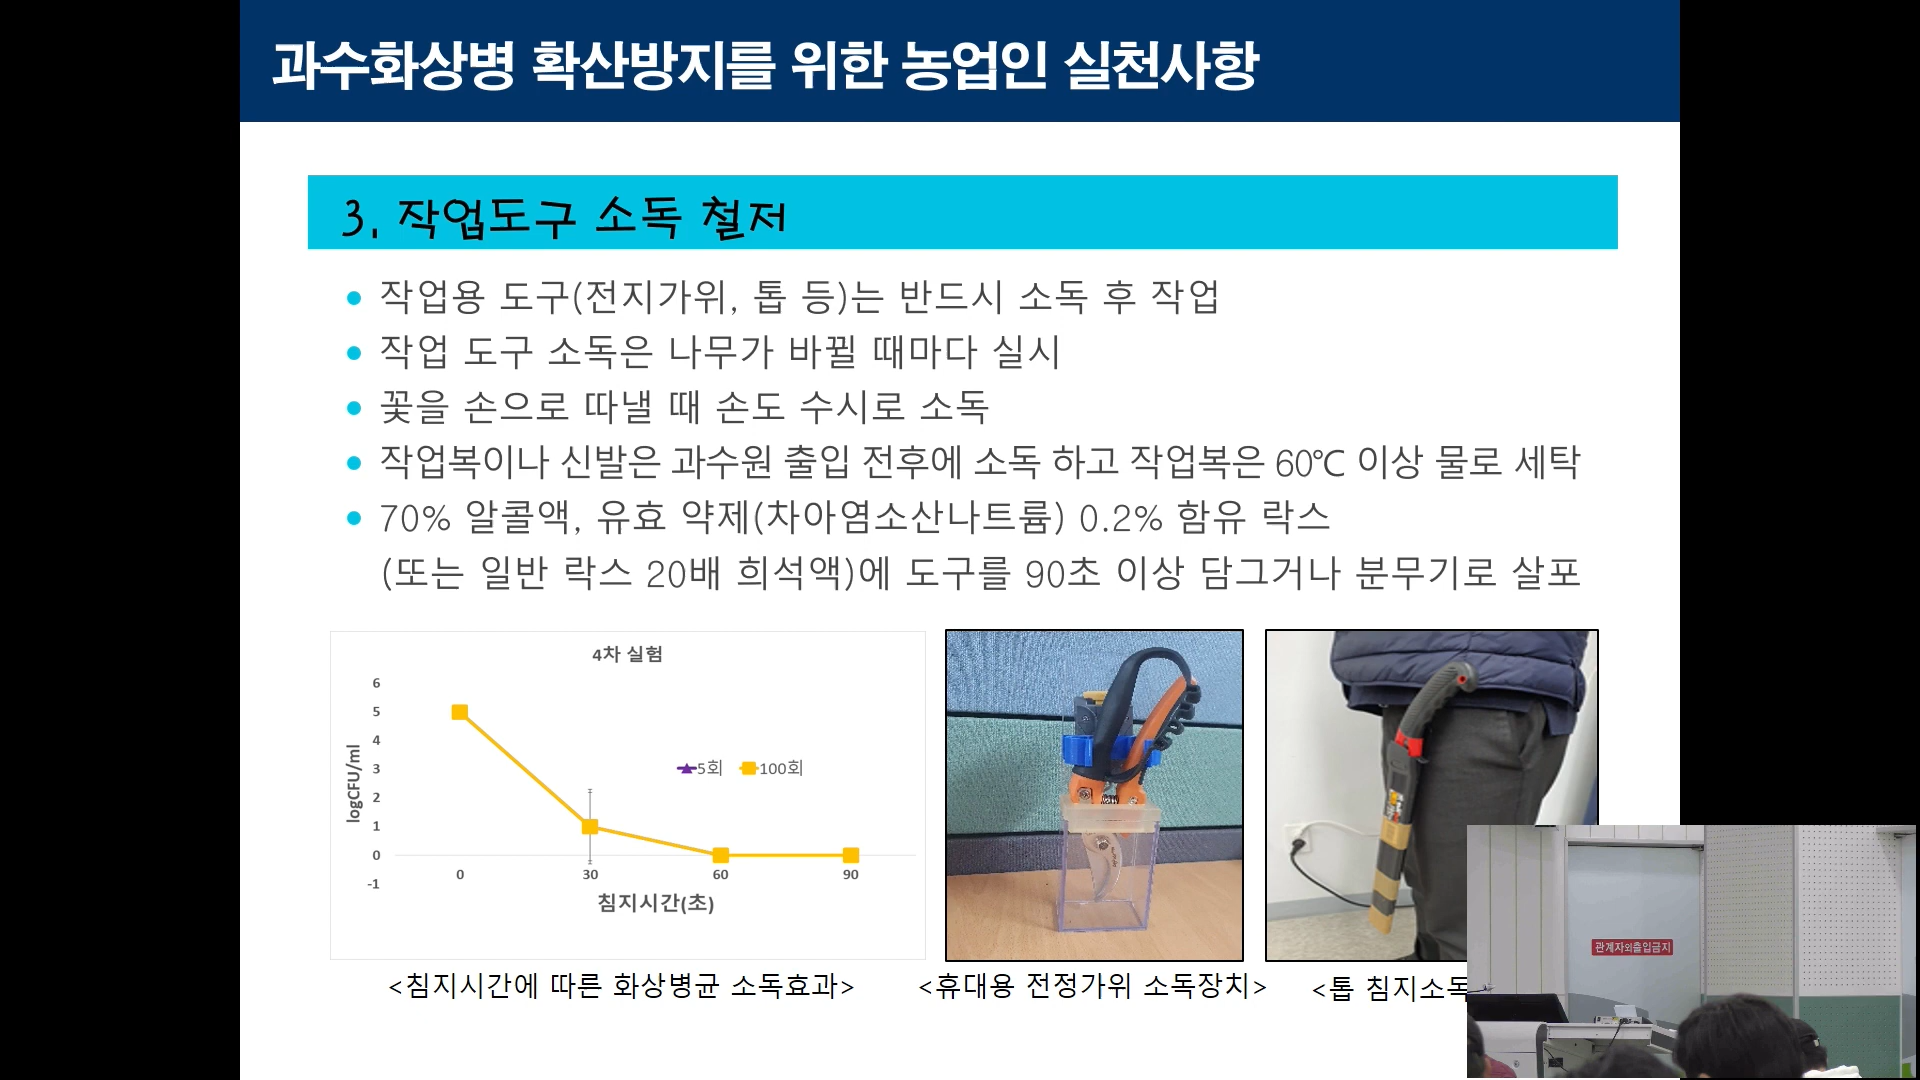 과수화상병 확산방지를 위한 농업인 실천사항
3. 작업도구 소독 철저
작업용 도구(전지가위, 톱 등)는 반드시 소독 후 작업
작업 도구 소독은 나무가 바뀔 때마다 실시
꽃을 손으로 따낼 때 손도 수시로 소독
작업복이나 신발은 과수원 출입 전후에 소독 하고 작업복은 60℃ 이상 물로 세탁
70% 알콜액, 유효 약제(차아염소산나트륨) 0.2% 함유 락스
(또는 일반 락스 20배 희석액)에 도구를 90초 이상 담그거나 분무기로 살포
4차 실험
6
5
4
3
2
1
0
-1
logCFU/ml
5회 100회
0 30 60 90
침지시간(초)
<침지시간에 따른 화상병균 소독효과>
<휴대용 전정가위 소독장치>
<톱 침지소독
관계자외출입금지